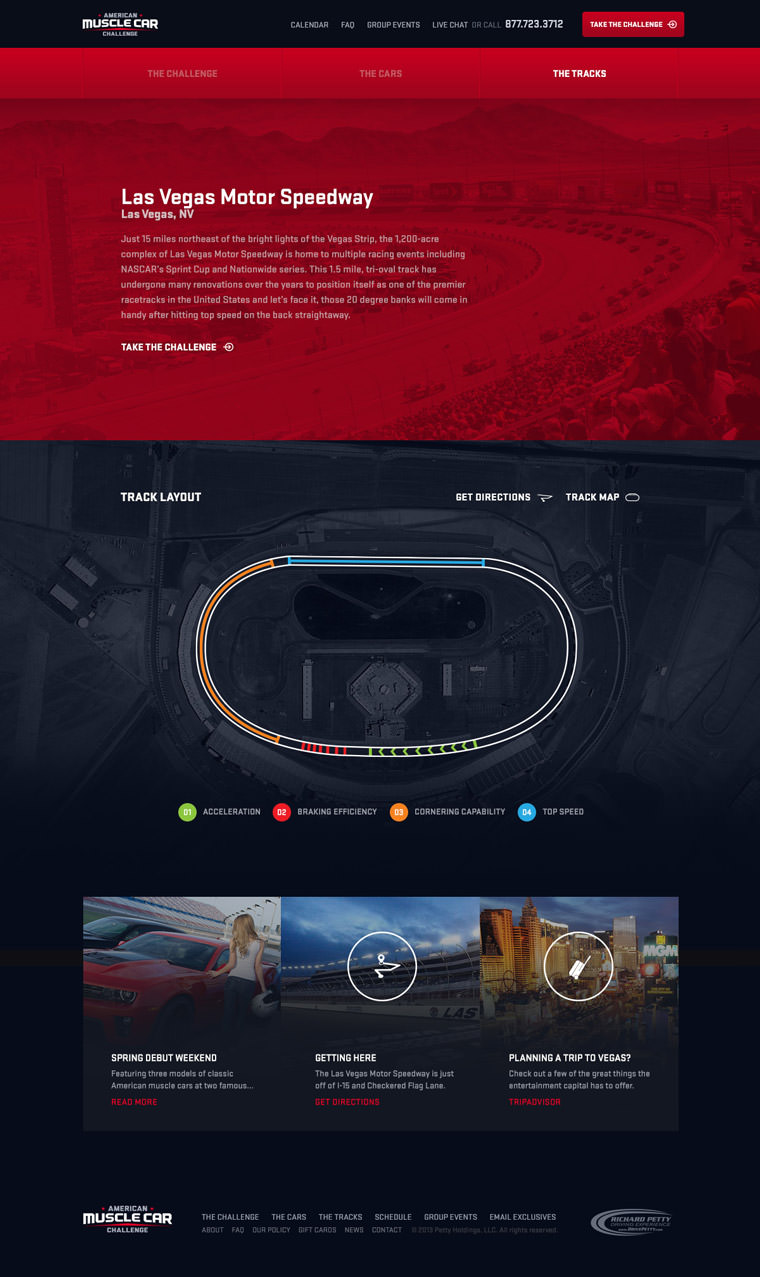 AMERICAN
MUSCLE CAR
CHALLENGE
CALENDAR FAQ GROUP EVENTS LIVE CHAT OR CALL 877.723.3712 TAKE THE CHALLENGE
THE CHALLENGE THE CARS THE TRACKS
Las Vegas Motor Speedway
Las Vegas, NV
Just 15 miles northeast of the bright lights of the Vegas Strip, the 1,200-acre
complex of Las Vegas Motor Speedway is home to multiple racing events including
NASCAR's Sprint Cup and Nationwide series. This 1.5 mile, tri-oval track has
undergone many renovations over the years to position itself as one of the premier
racetracks in the United States and let's face it, those 20 degree banks will come in
handy after hitting top speed on the back straightaway.
TAKE THE CHALLENGE
TRACK LAYOUT GET DIRECTIONS TRACK MAP
01 ACCELERATION 02 BRAKING EFFICIENCY 03 CORNERING CAPABILITY 04 TOP SPEED
LAS
MGM
SPRING DEBUT WEEKEND
Featuring three models of classic
American muscle cars at two famous...
READ MORE
GETTING HERE
The Las Vegas Motor Speedway is just
off of I-15 and Checkered Flag Lane.
GET DIRECTIONS
PLANNING A TRIP TO VEGAS?
Check out a few of the great things the
entertainment capital has to offer.
TRIPADVISOR
AMERICAN
MUSCLE CAR
CHALLENGE
THE CHALLENGE THE CARS THE TRACKS SCHEDULE GROUP EVENTS EMAIL EXCLUSIVES
ABOUT FAQ OUR POLICY GIFT CARDS NEWS CONTACT © 2013 Petty Holdings, LLC. All rights reserved.
RICHARD PETTY
DRIVING EXPERIENCE
www.DrivePetty.com